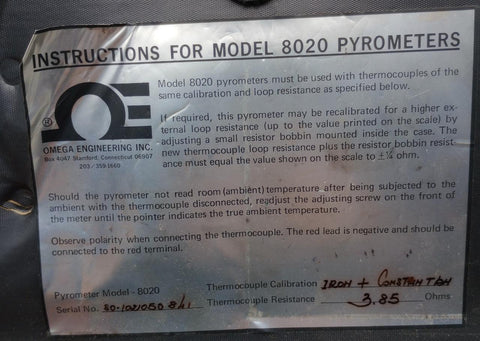 INSTRUCTIONS FOR MODEL 8020 PYROMETERS
Model 8020 pyrometers must be used with thermocouples of the
same calibration and loop resistance as specified below.
®
OMEGA ENGINEERING INC.
Box 4047 Stamford, Connecticut 06907
203/359-1660
If required, this pyrometer may be recalibrated for a higher ex-
ternal loop resistance (up to the value printed on the scale) by
adjusting a small resistor bobbin mounted inside the case. The
new thermocouple loop resistance plus the resistor bobbin resist-
ance must equal the value shown on the scale to ±¼ ohm.
Should the pyrometer not read room (ambient) temperature after being subjected to the
ambient with the thermocouple disconnected, readjust the adjusting screw on the front of
the meter until the pointer indicates the true ambient temperature.
Observe polarity when connecting the thermocouple. The red lead is negative and should be
connected to the red terminal.
Pyrometer Model - 8020 Thermocouple Calibration IRON + CONSTANTAN
Serial No. Thermocouple Resistance 3.85 Ohms